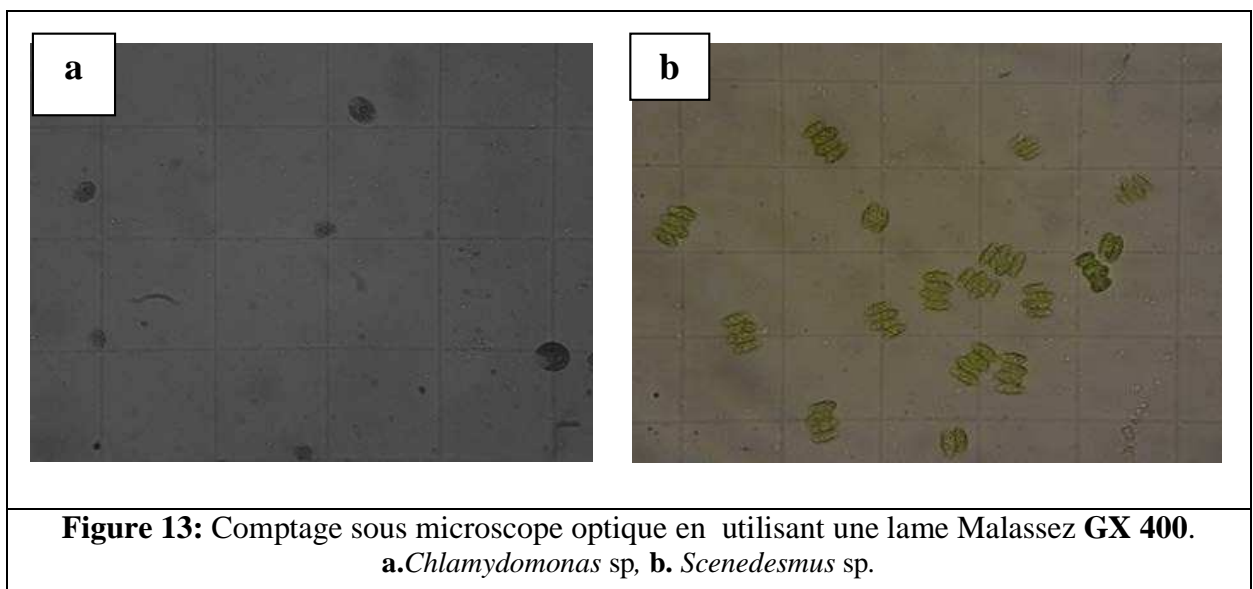 a
b
Figure 13: Comptage sous microscope optique en utilisant une lame Malassez GX 400.
a.Chlamydomonas sp, b. Scenedesmus sp.